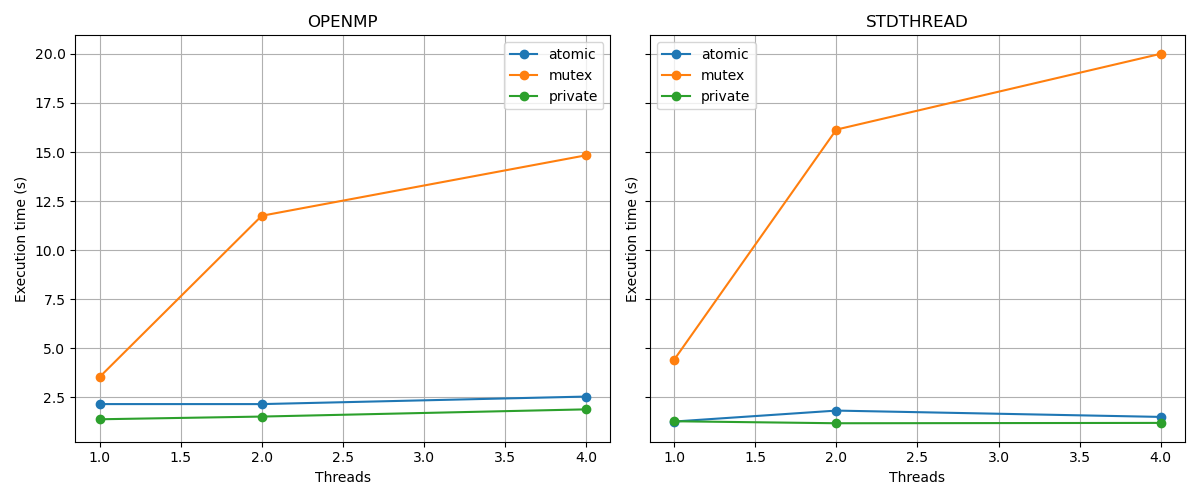 OPENMP
atomic
mutex
private
20.0
17.5
15.0
12.5
10.0
7.5
5.0
2.5
Execution time (s)
1.0 1.5 2.0 2.5 3.0 3.5 4.0
Threads
STDTHREAD
atomic
mutex
private
Execution time (s)
1.0 1.5 2.0 2.5 3.0 3.5 4.0
Threads